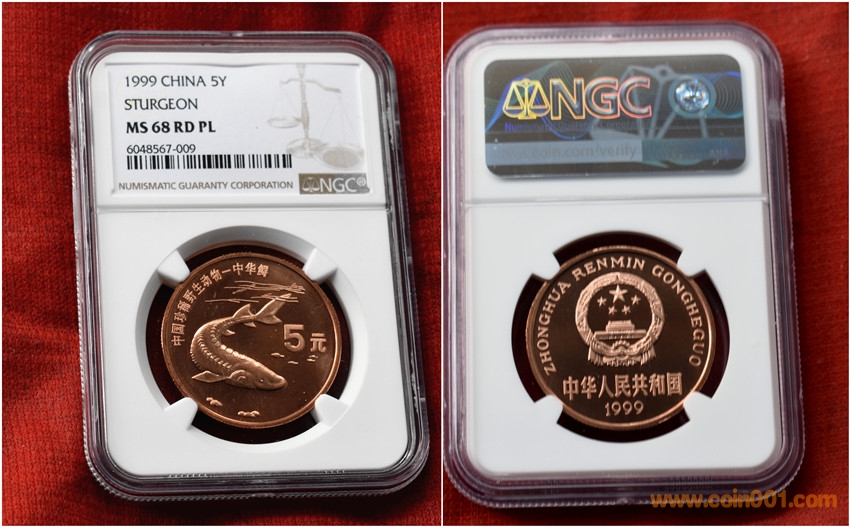 1999 CHINA 5Y
STURGEON
MS 68 RD PL
6048567-009
NUMISMATIC GUARANTY CORPORATION NGC
中国珍稀野生动物—中华鲟
5元
NGC
ZHONGHUA RENMIN GONGHEGUO
中华人民共和国
1999
www.coin001.com